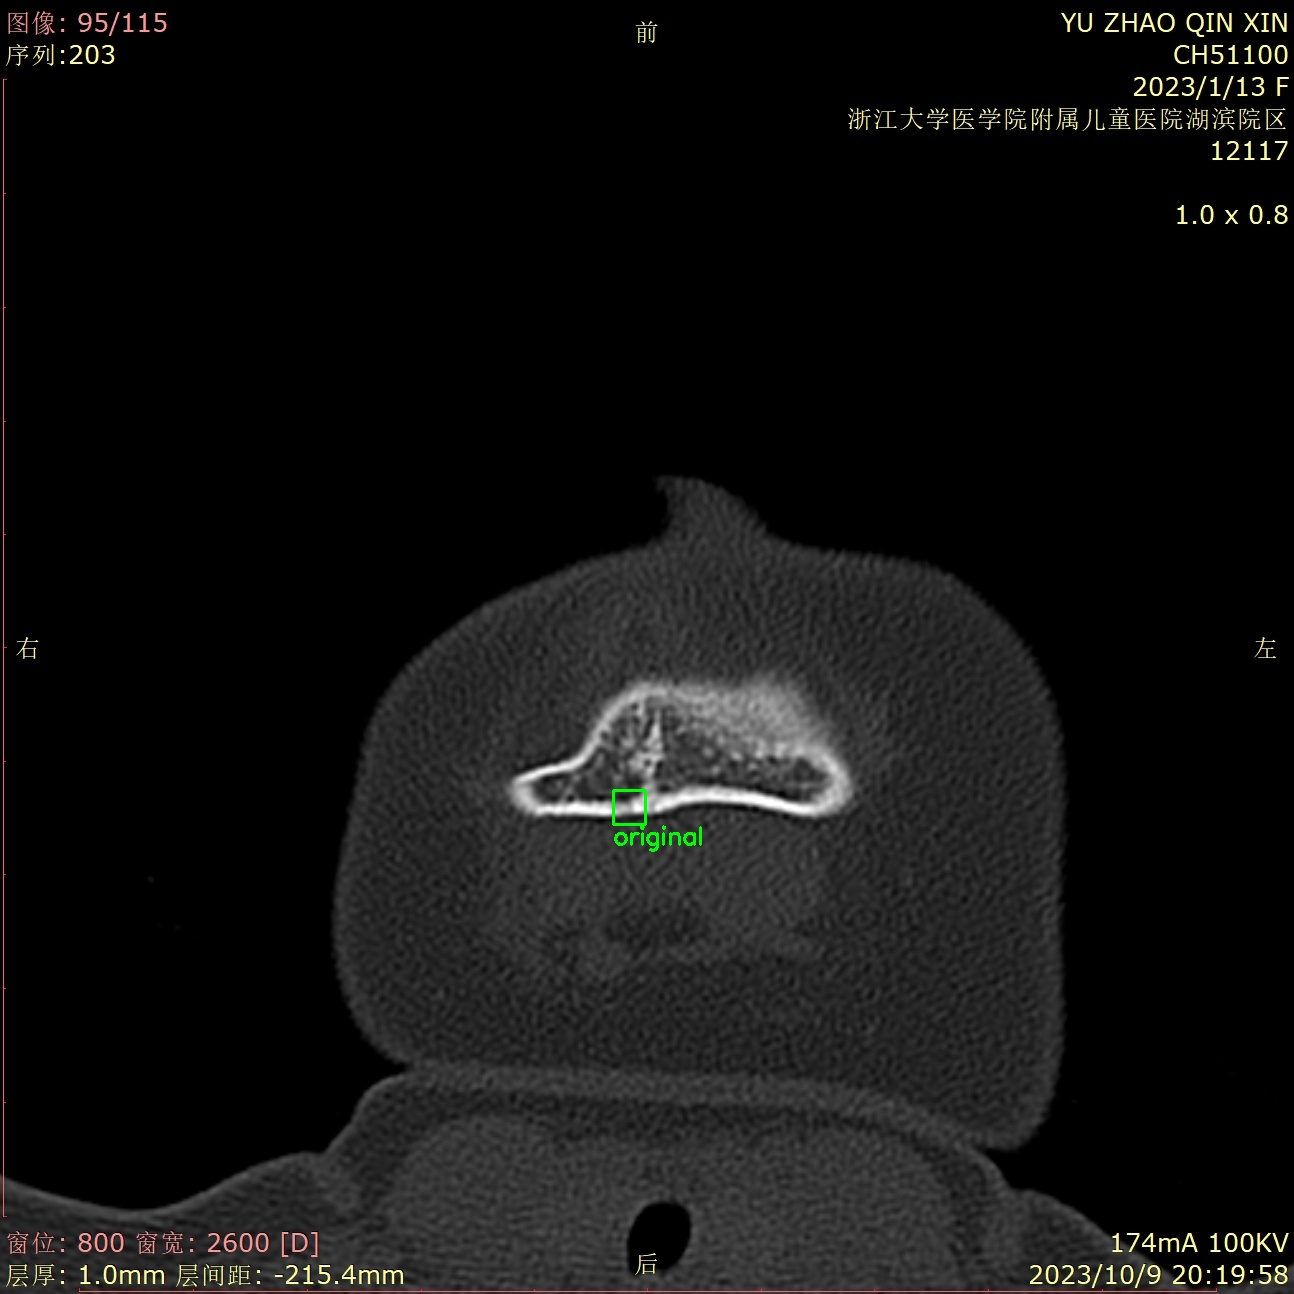 图像: 95/115
序列:203
前
YU ZHAO QIN XIN
CH51100
2023/1/13 F
浙江大学医学院附属儿童医院湖滨院区
12117
1.0 x 0.8
右
左
original
窗位: 800 窗宽: 2600 [D]
层厚: 1.0mm 层间距: -215.4mm
后
174mA 100KV
2023/10/9 20:19:58